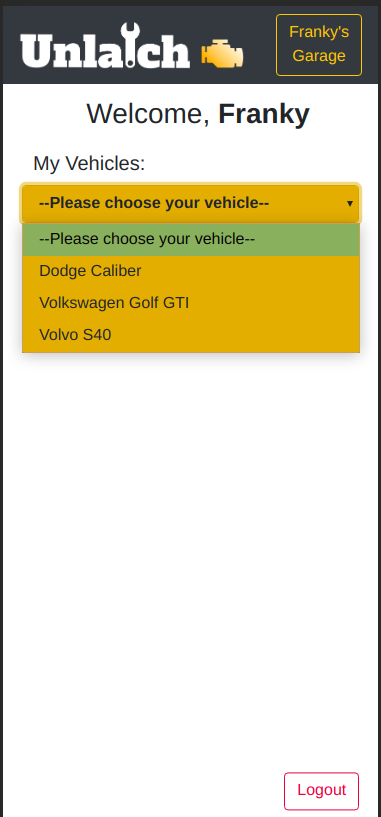 Unlatch
Franky's
Garage
Welcome, Franky
My Vehicles:
--Please choose your vehicle--
--Please choose your vehicle--
Dodge Caliber
Volkswagen Golf GTI
Volvo S40
Logout